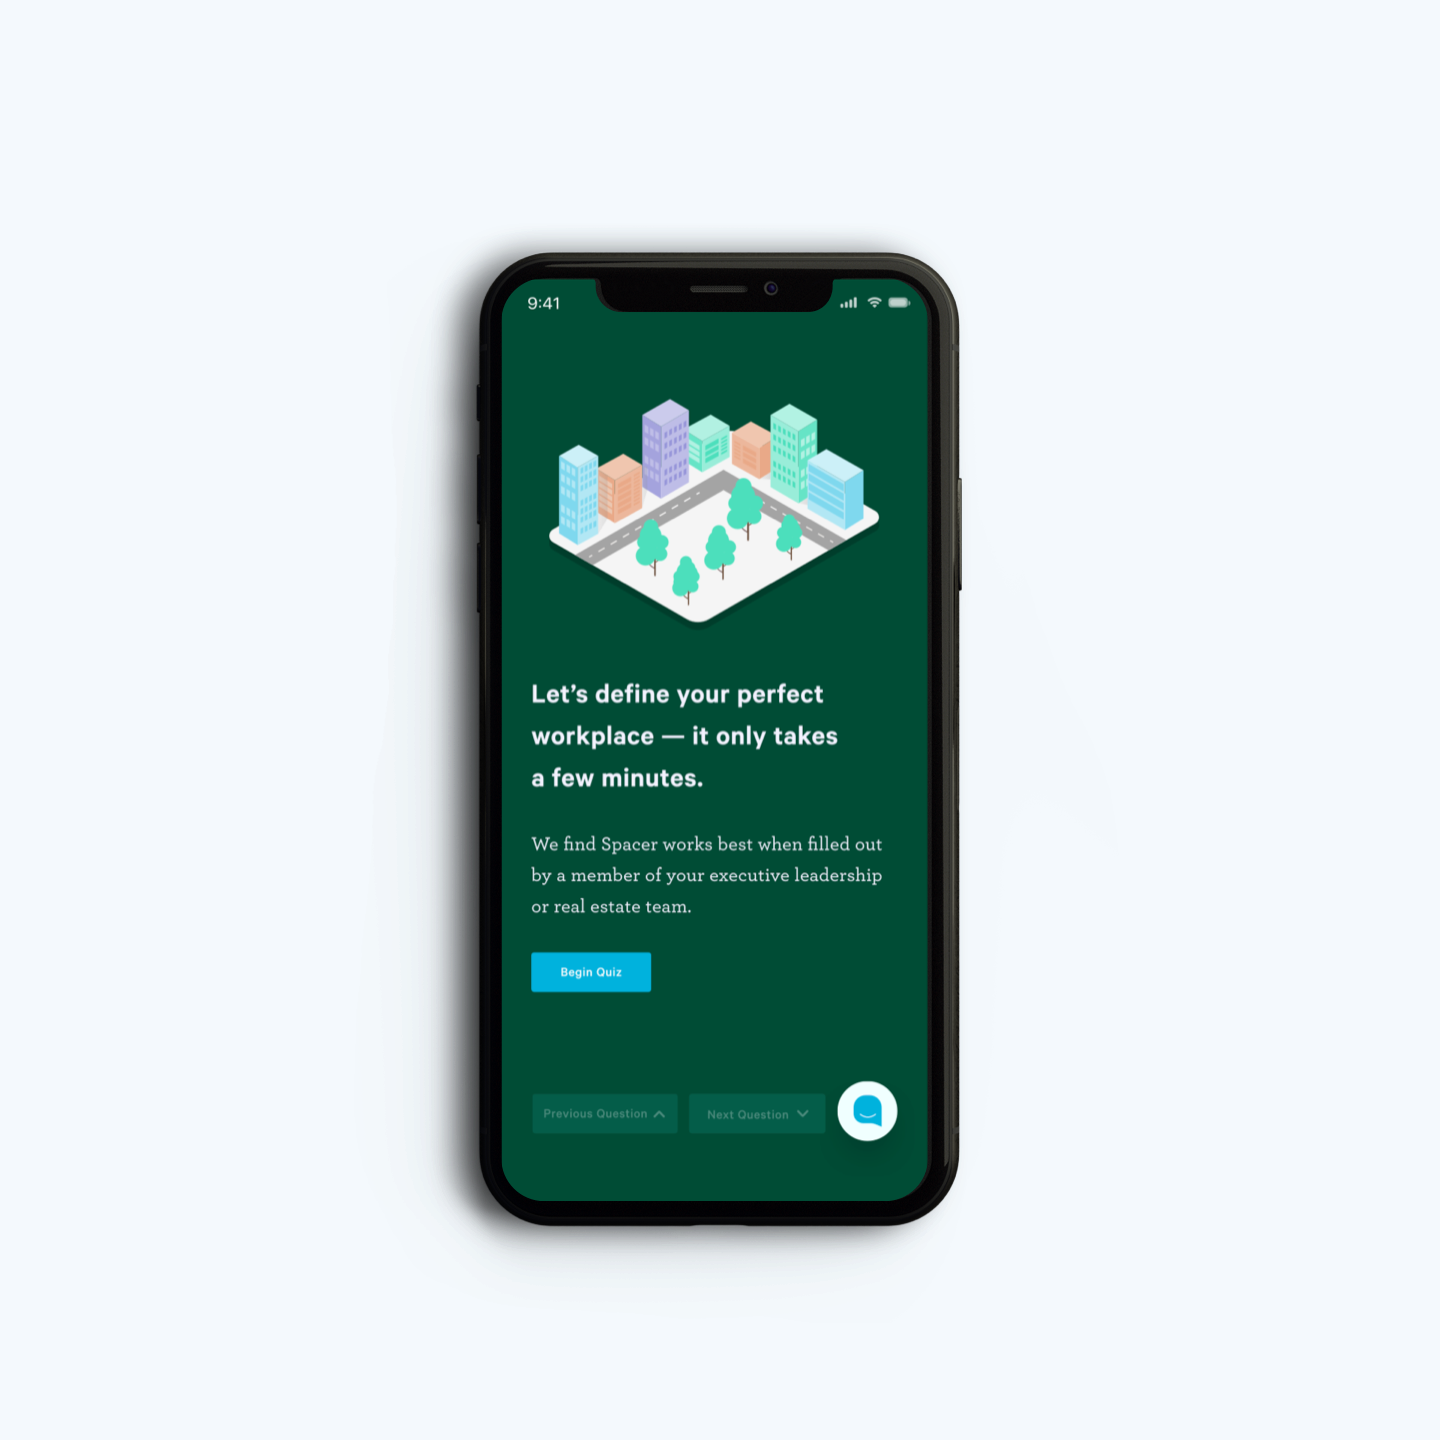 9:41
Let’s define your perfect
workplace — it only takes
a few minutes.
We find Spacer works best when filled out
by a member of your executive leadership
or real estate team.
Begin Quiz
Previous Question
Next Question